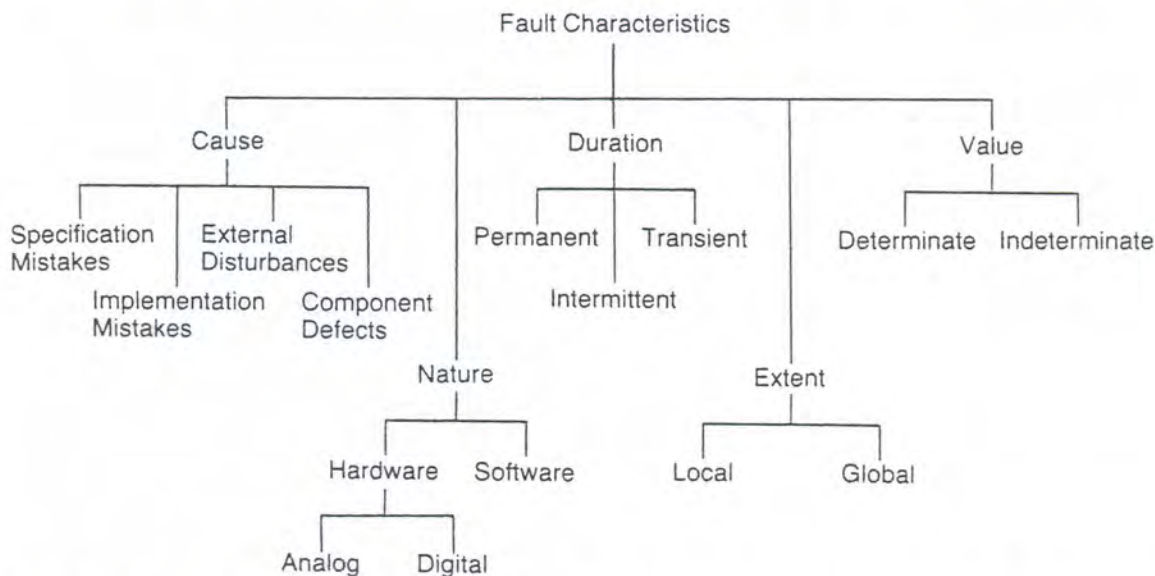 Fault Characteristics
Cause
Duration
Value
Specification
Mistakes
External
Disturbances
Permanent
Transient
Determinate
Indeterminate
Implementation
Mistakes
Component
Defects
Intermittent
Nature
Extent
Hardware
Software
Local
Global
Analog
Digital